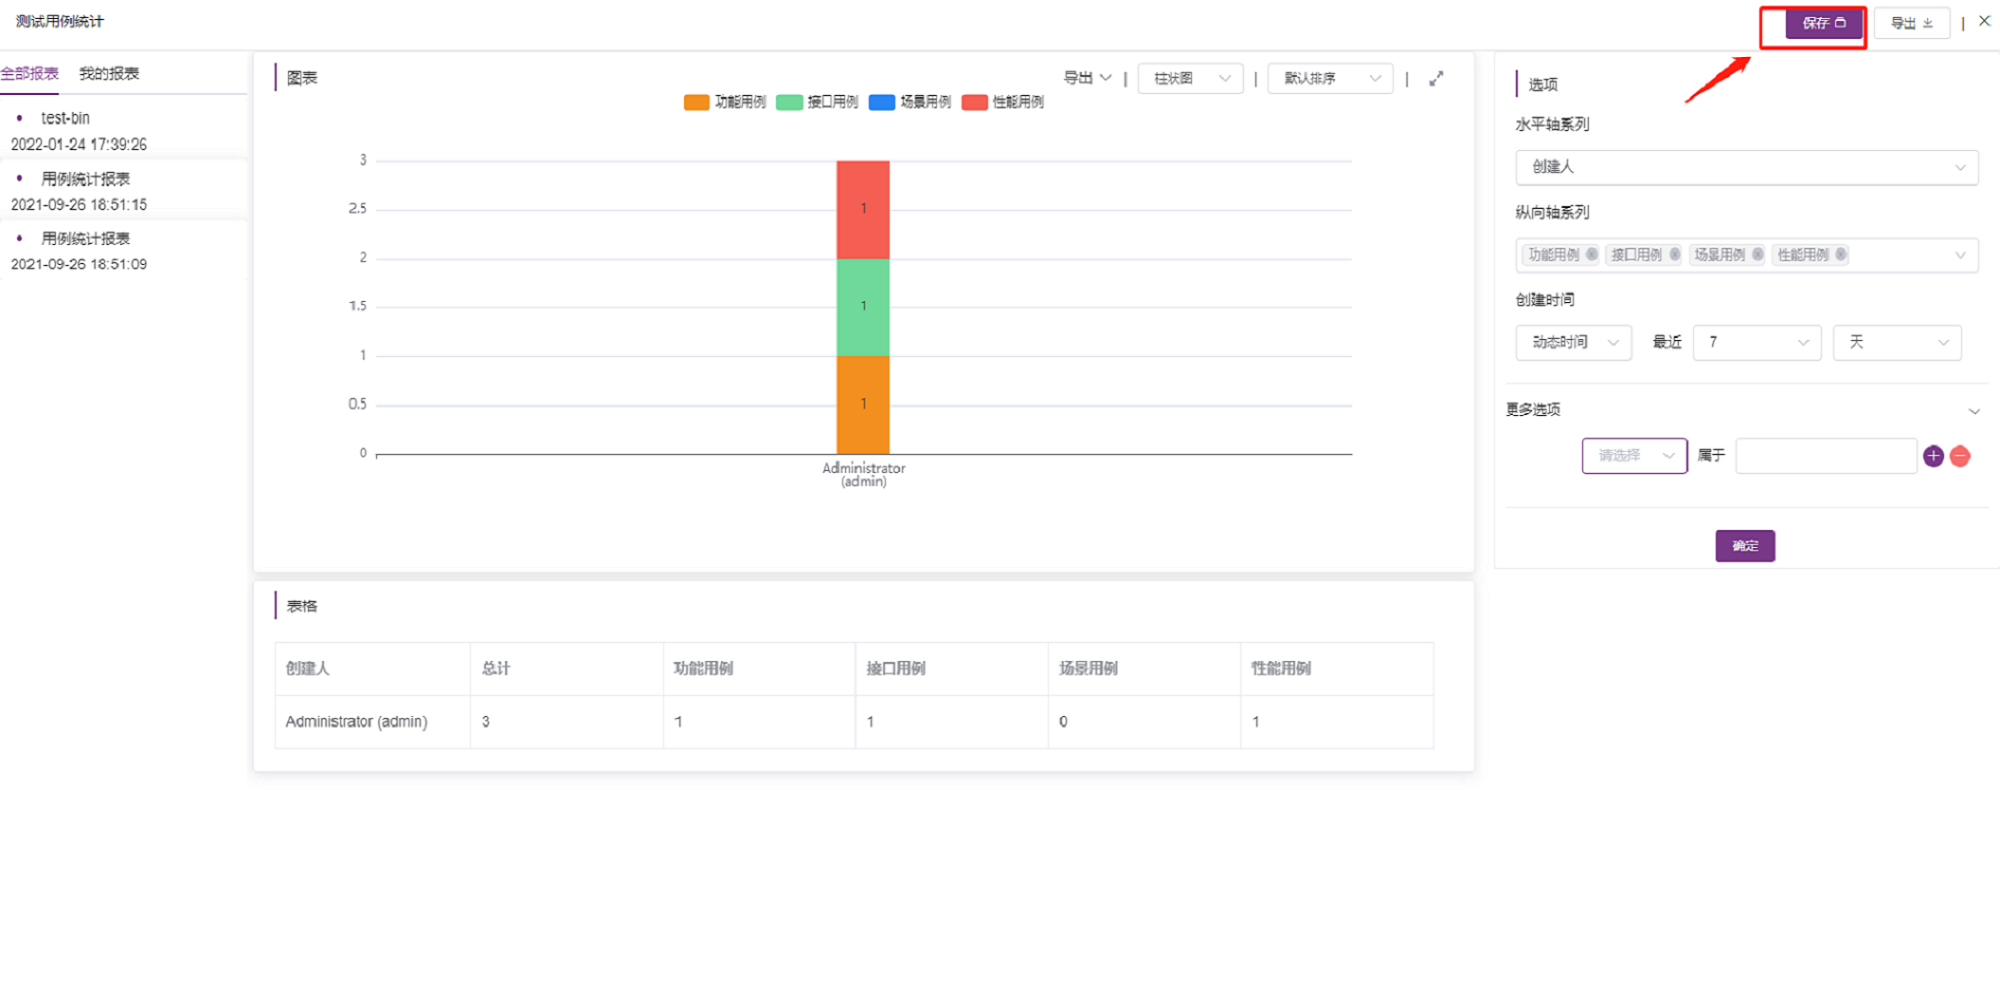 测试用例统计
保存
导出
|
全部报表 我的报表
test-bin
2022-01-24 17:39:26
用例统计报表
2021-09-26 18:51:15
用例统计报表
2021-09-26 18:51:09
图表
导出 | 柱状图 | 默认排序 |
功能用例 接口用例 场景用例 性能用例
3
2.5
2
1.5
1
0.5
0
1
1
1
Administrator
(admin)
表格
创建人 总计 功能用例 接口用例 场景用例 性能用例
Administrator (admin) 3 1 1 0 1
选项
水平轴系列
创建人
纵向轴系列
功能用例 接口用例 场景用例 性能用例
创建时间
动态时间 最近 7 天
更多选项
请选择 属于
确定